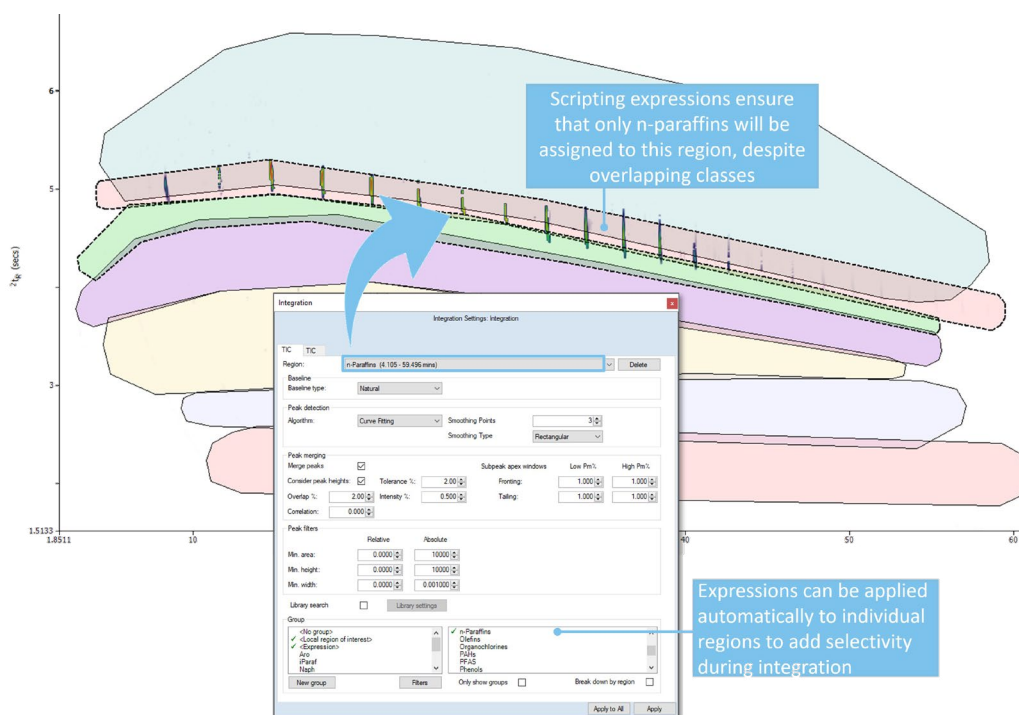 6
Scripting expressions ensure
that only n-paraffins will be
assigned to this region, despite
overlapping classes
5
²tR (secs)
Integration
x
Integration Settings: Integration
TIC TIC
Region: n-Paraffins (4.105 - 59.496 mins) Delete
Baseline
Baseline type: Natural
3
Peak detection
Algorithm: Curve Fitting Smoothing Points 3
Smoothing Type Rectangular
Peak merging
Merge peaks Subpeak apex windows Low Pm% High Pm%
Consider peak heights: Tolerance %: 2.00 Fronting: 1.000 1.000
Overlap %: 2.00 Intensity %: 0.500 Tailing: 1.000 1.000
Correlation: 0.000
1.5133
1.8511 10 40 50 60
Peak filters
Relative Absolute
Min. area: 0.0000 10000
Min. height: 0.0000 10000
Min. width: 0.0000 0.001000
Library search Library settings
Expressions can be applied
automatically to individual
regions to add selectivity
during integration
Group
<No group>
<Local region of interest>
<Expression>
Aro
iParaf
Naph
n-Paraffins
Olefins
Organochlorines
PAHs
PFAS
Phenols
New group Filters Only show groups Break down by region
Apply to All Apply